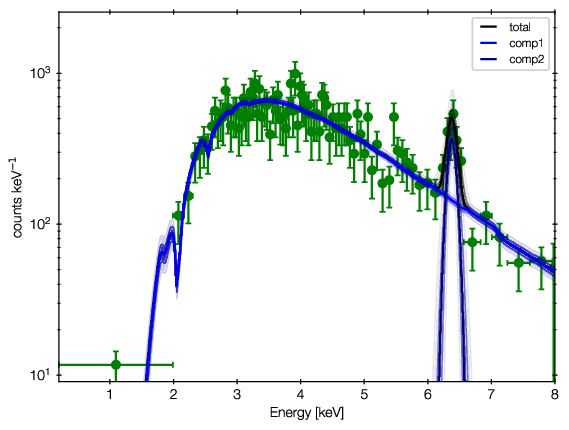 total
comp1
comp2
10³
10²
10¹
counts keV⁻¹
1 2 3 4 5 6 7 8
Energy [keV]